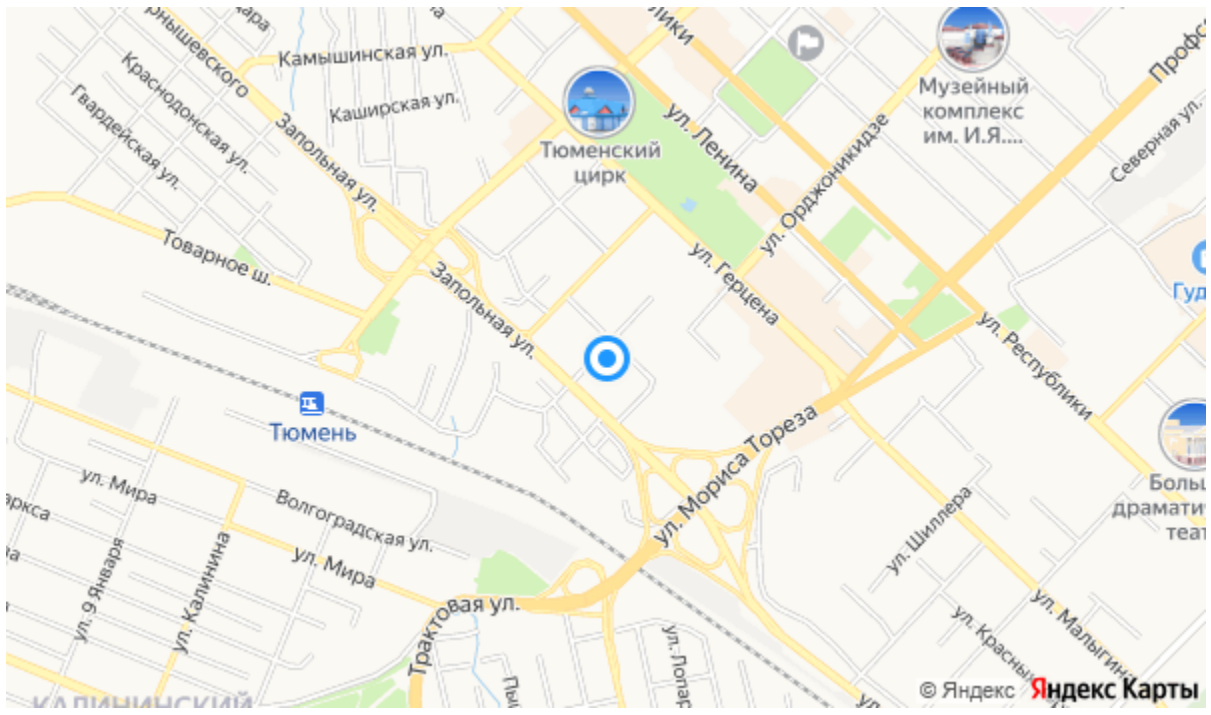 Камышинская ул.
Каширская ул.
Краснодонская ул.
Гвардейская ул.
Запольная ул.
Тюменский
цирк
ул. Ленина
ул. Орджоникидзе
Музейный
комплекс
им. И.Я....
Северная ул.
Товарное ш.
Запольная ул.
ул. Герцена
ул. Республики
Тюмень
ул. Мориса Тореза
ул. Мира
Волгоградская ул.
ул. Мира
ул. 9 Января
ул. Калинина
Трактовая ул.
ул. Шиллера
ул. Малыгина
© Яндекс Яндекс Карты